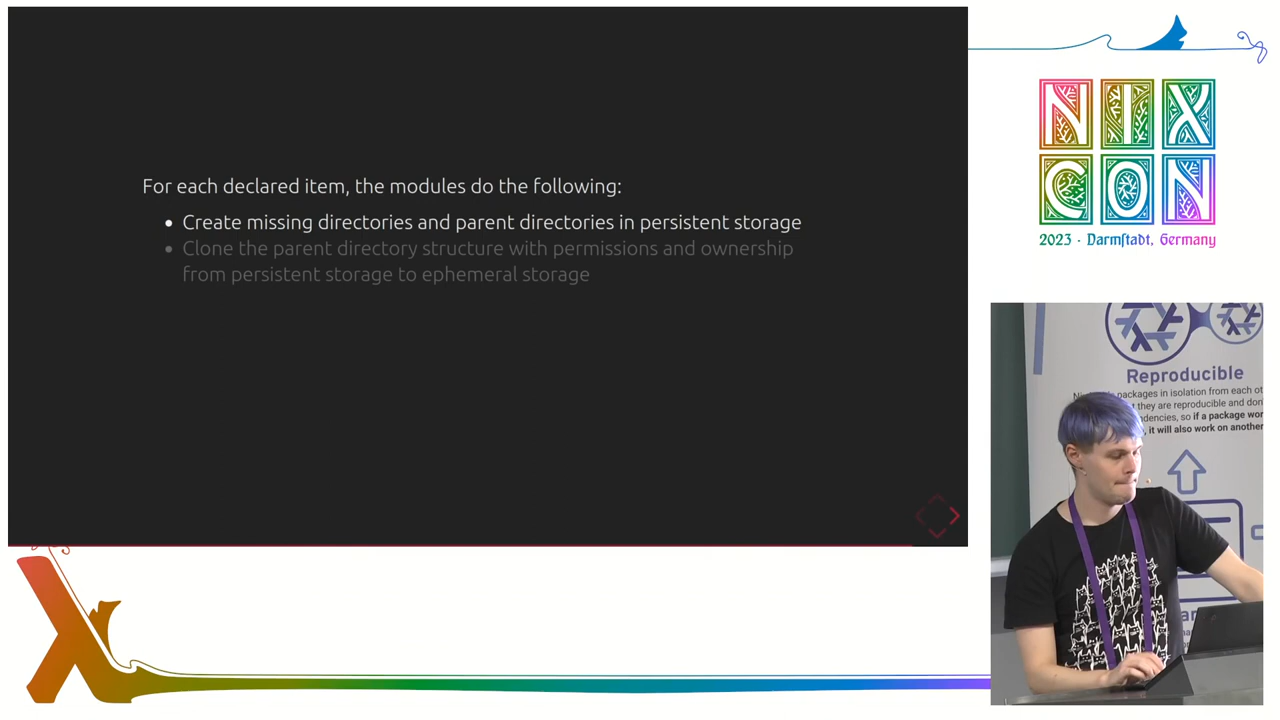 For each declared item, the modules do the following:
Create missing directories and parent directories in persistent storage
Clone the parent directory structure with permissions and ownership
from persistent storage to ephemeral storage
NIX
CON
2023 · Darmſtadt, Germany
Reproducible
packages in isolation from each ot
they are reproducible and don
so if a package wor
it will also work on another